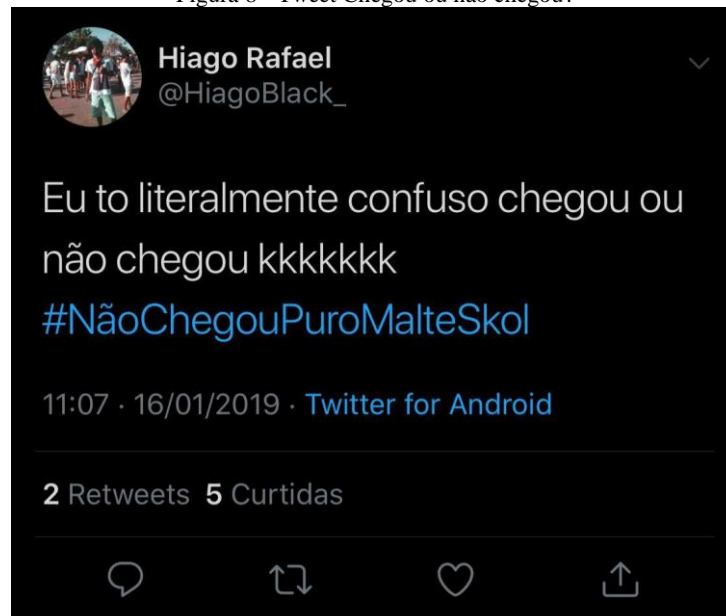 Hiago Rafael
@HiagoBlack_
Eu to literalmente confuso chegou ou
não chegou kkkkkkk
#NãoChegouPuroMalteSkol
11:07 · 16/01/2019 · Twitter for Android
2 Retweets 5 Curtidas